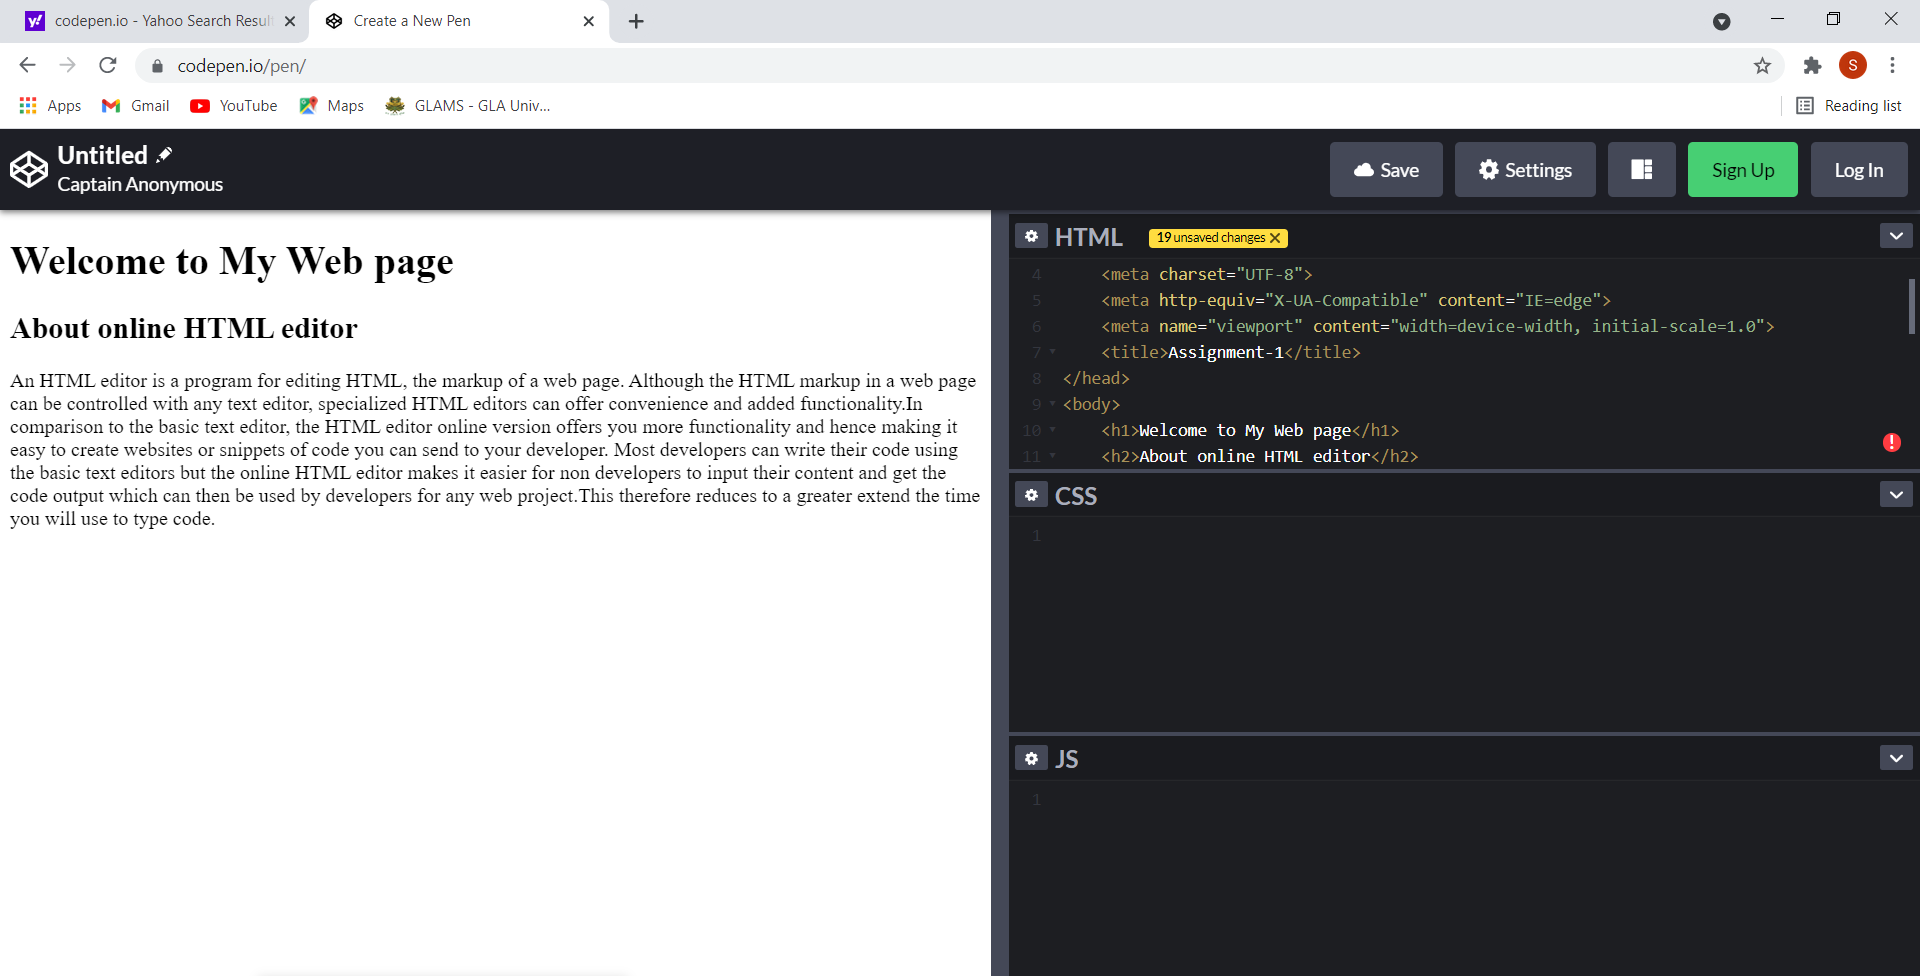 codepen.io - Yahoo Search Result
Create a New Pen
codepen.io/pen/
S
Apps
Gmail
YouTube
Maps
GLAMS - GLA Univ...
Reading list
Untitled
Captain Anonymous
Save
Settings
Sign Up
Log In
Welcome to My Web page
About online HTML editor
An HTML editor is a program for editing HTML, the markup of a web page. Although the HTML markup in a web page
can be controlled with any text editor, specialized HTML editors can offer convenience and added functionality.In
comparison to the basic text editor, the HTML editor online version offers you more functionality and hence making it
easy to create websites or snippets of code you can send to your developer. Most developers can write their code using
the basic text editors but the online HTML editor makes it easier for non developers to input their content and get the
code output which can then be used by developers for any web project.This therefore reduces to a greater extend the time
you will use to type code.
HTML
19 unsaved changes
4 <meta charset="UTF-8">
5 <meta http-equiv="X-UA-Compatible" content="IE=edge">
6 <meta name="viewport" content="width=device-width, initial-scale=1.0">
7 <title>Assignment-1</title>
8 </head>
9 <body>
10 <h1>Welcome to My Web page</h1>
11 <h2>About online HTML editor</h2>
CSS
1
JS
1